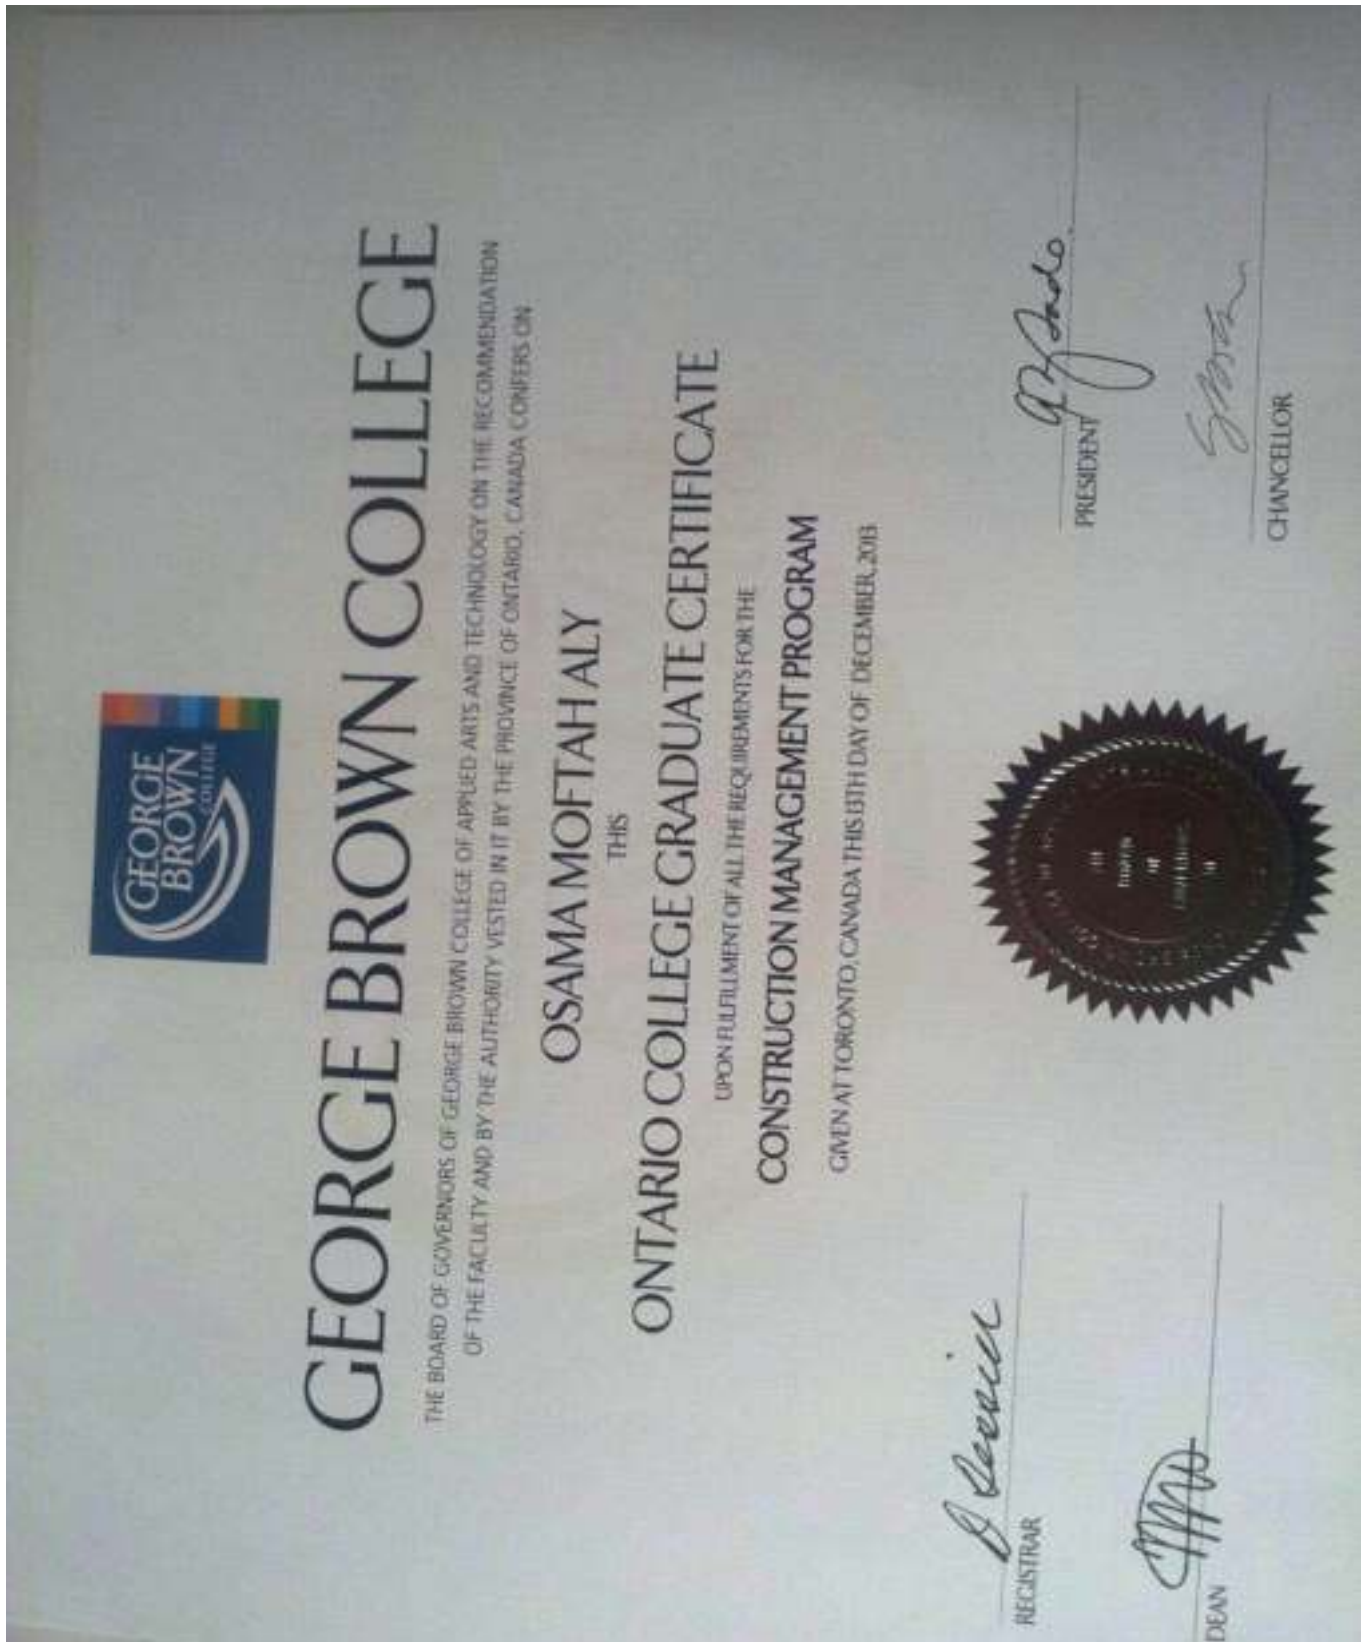 GEORGE
BROWN
COLLEGE
GEORGE BROWN COLLEGE
THE BOARD OF GOVERNORS OF GEORGE BROWN COLLEGE OF APPLIED ARTS AND TECHNOLOGY ON THE RECOMMENDATION
OF THE FACULTY AND BY THE AUTHORITY VESTED IN IT BY THE PROVINCE OF ONTARIO, CANADA CONFERS ON
OSAMA MOFTAH ALY
THIS
ONTARIO COLLEGE GRADUATE CERTIFICATE
UPON FULFILLMENT OF ALL THE REQUIREMENTS FOR THE
CONSTRUCTION MANAGEMENT PROGRAM
GIVEN AT TORONTO, CANADA THIS 13TH DAY OF DECEMBER, 2013.
REGISTRAR
PRESIDENT
DEAN
CHANCELLOR